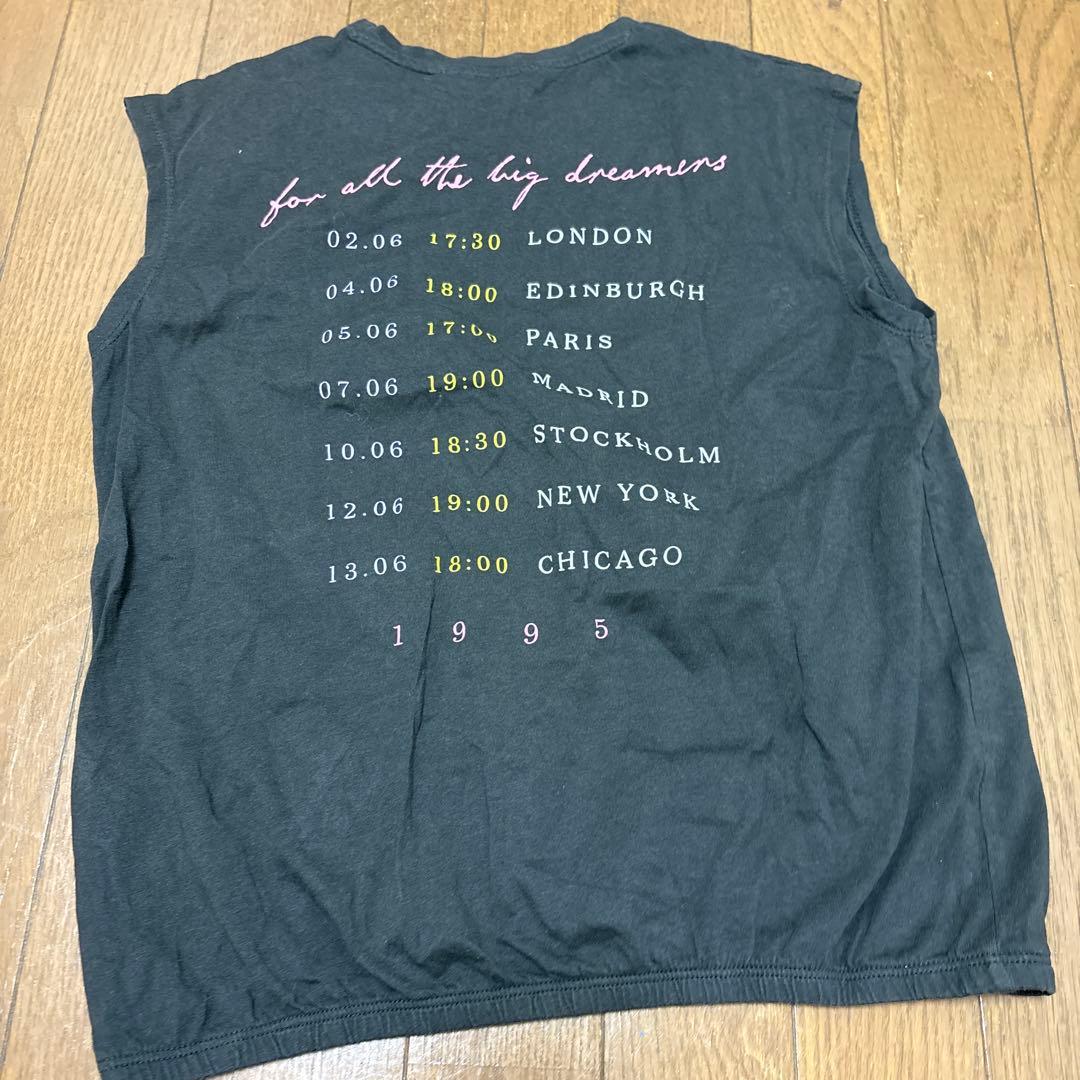 for all the big dreamers
02.06 17:30 LONDON
04.06 18:00 EDINBURGH
05.06 17:00 PARIS
07.06 19:00 MADRID
10.06 18:30 STOCKHOLM
12.06 19:00 NEW YORK
13.06 18:00 CHICAGO
1 9 9 5